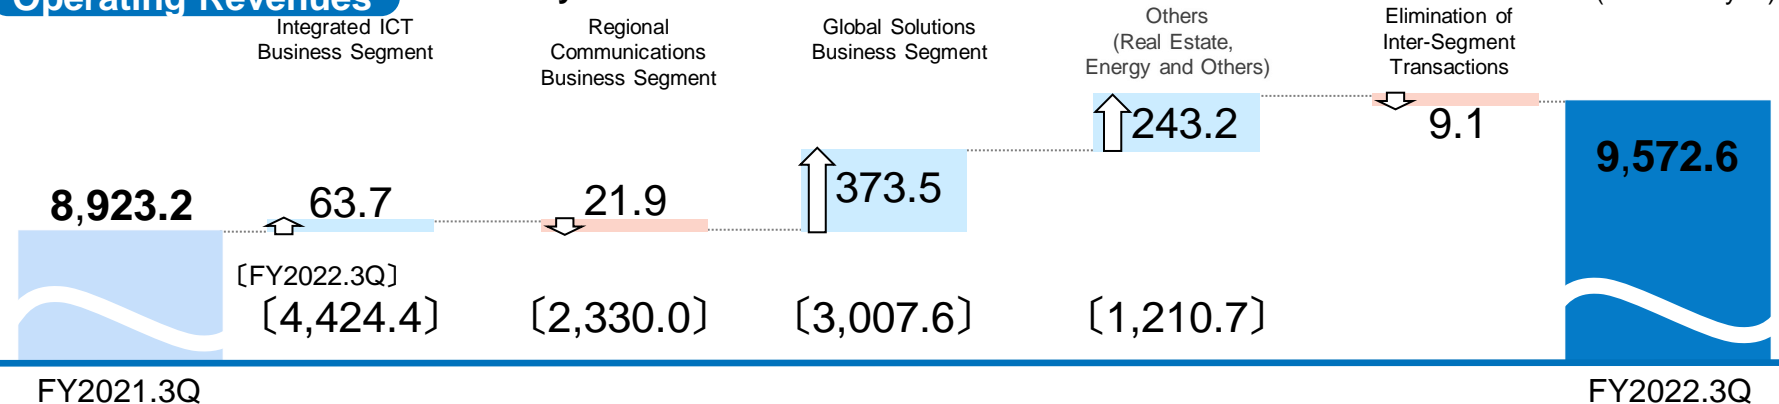 Operating Revenues
Integrated ICT
Business Segment
Regional
Communications
Business Segment
Global Solutions
Business Segment
Others
(Real Estate,
Energy and Others)
Elimination of
Inter-Segment
Transactions
8,923.2
63.7
21.9
373.5
243.2
9.1
9,572.6
〔FY2022.3Q〕
〔4,424.4〕
〔2,330.0〕
〔3,007.6〕
〔1,210.7〕
FY2021.3Q
FY2022.3Q